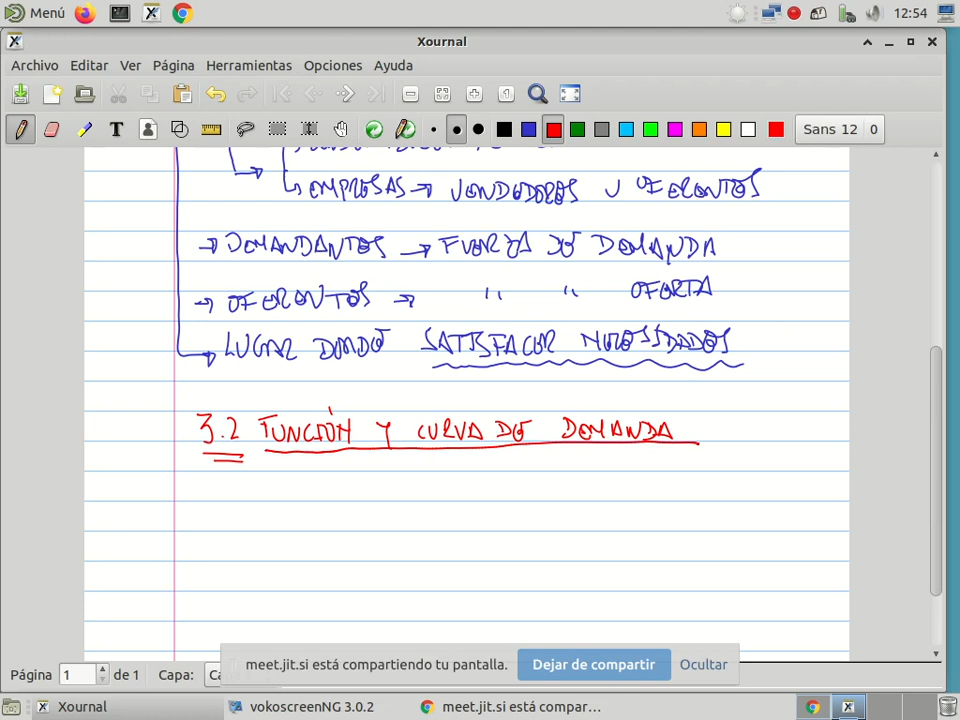 Menú 12:54
Xournal
Archivo Editar Ver Página Herramientas Opciones Ayuda
Sans 12 0
EMPRESAS → VENDEDORES U OFERENTES
→ DEMANDANTES → FUERZA DE DEMANDA
→ OFERENTES → " " OFERTA
→ LUGAR DONDE SATISFACER NECESIDADES
3.2 FUNCIÓN Y CURVA DE DEMANDA
meet.jit.si está compartiendo tu pantalla. Dejar de compartir Ocultar
Página 1 de 1 Capa: Ca
Xournal vokoscreenNG 3.0.2 meet.jit.si está compar...